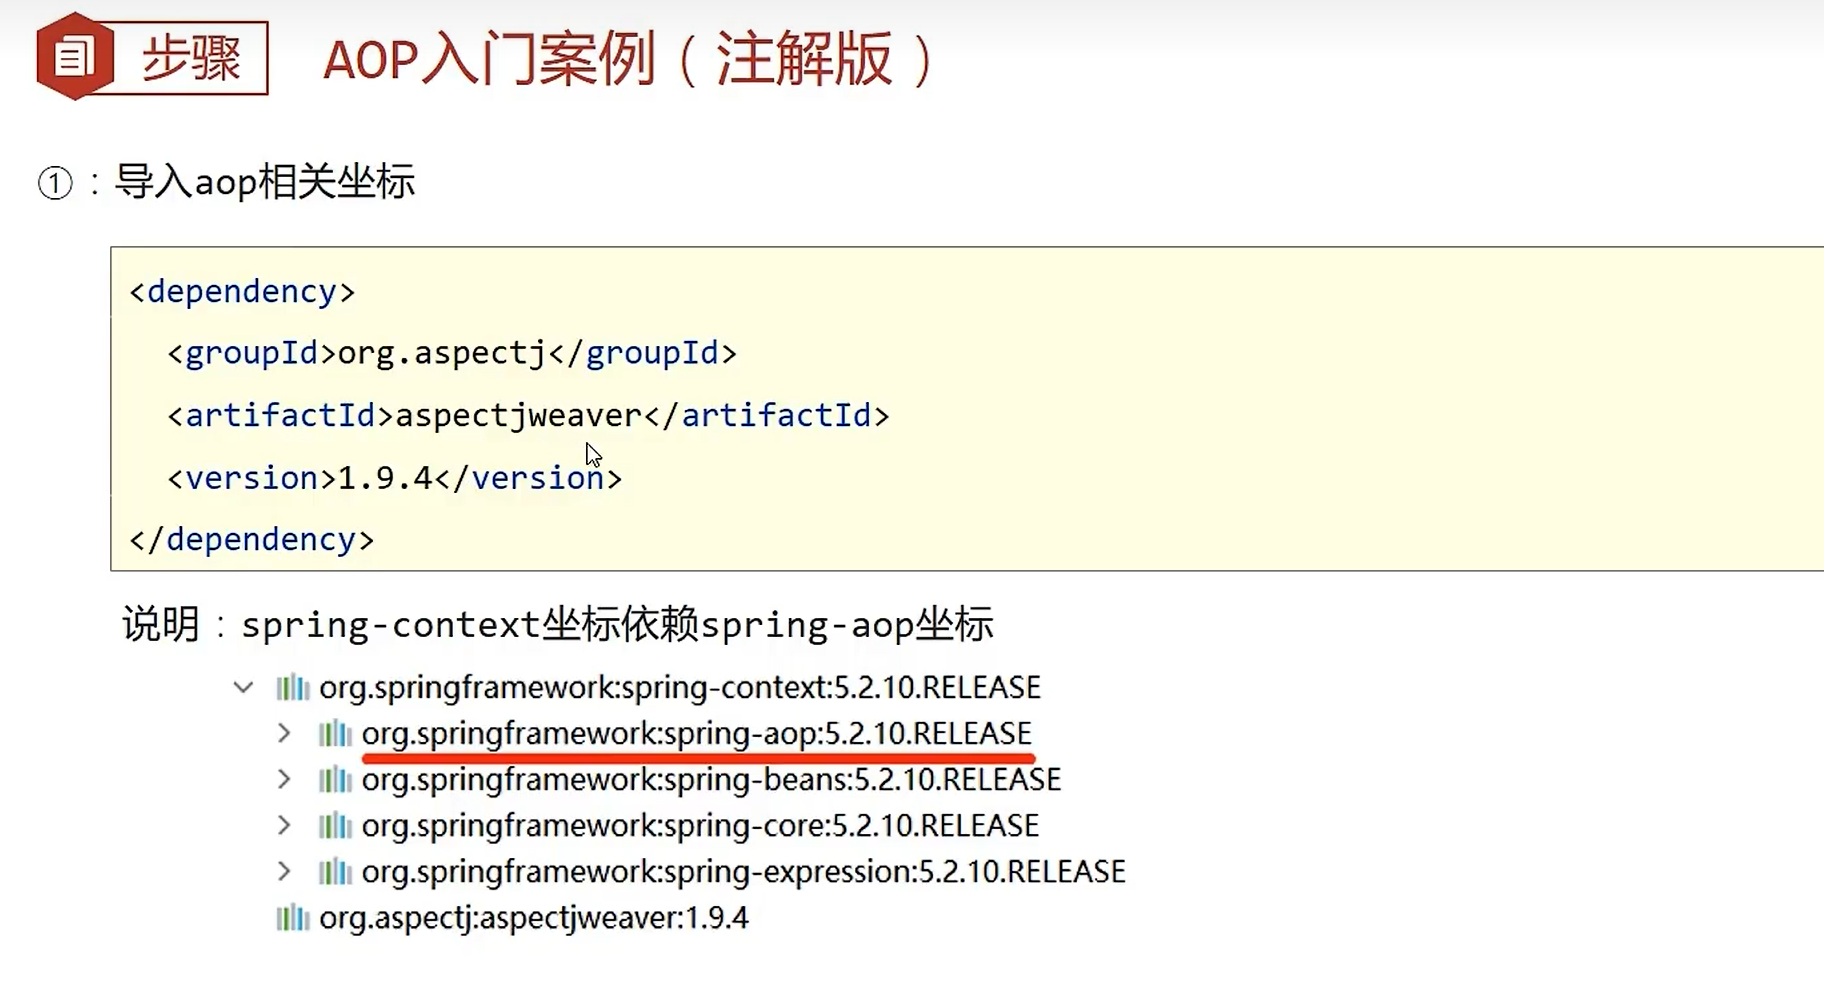 步骤 AOP入门案例（注解版）
①：导入aop相关坐标
<dependency>
<groupId>org.aspectj</groupId>
<artifactId>aspectjweaver</artifactId>
<version>1.9.4</version>
</dependency>
说明：spring-context坐标依赖spring-aop坐标
org.springframework:spring-context:5.2.10.RELEASE
org.springframework:spring-aop:5.2.10.RELEASE
org.springframework:spring-beans:5.2.10.RELEASE
org.springframework:spring-core:5.2.10.RELEASE
org.springframework:spring-expression:5.2.10.RELEASE
org.aspectj:aspectjweaver:1.9.4